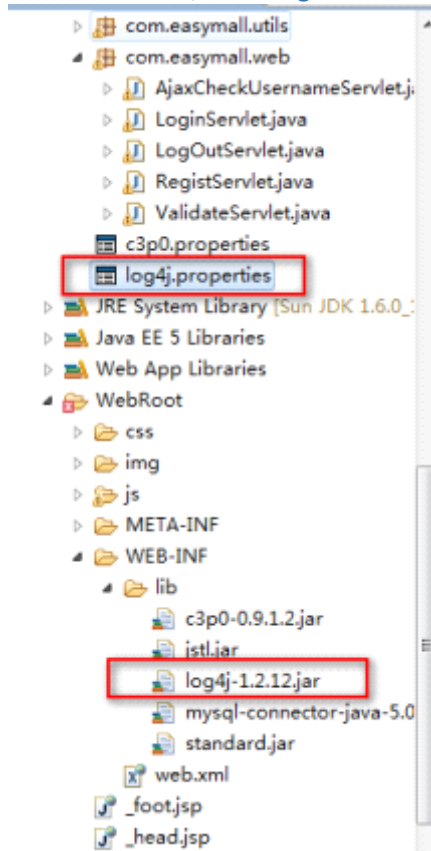 com.easymall.utils
com.easymall.web
AjaxCheckUsernameServlet.j
LoginServlet.java
LogOutServlet.java
RegistServlet.java
ValidateServlet.java
c3p0.properties
log4j.properties
JRE System Library [Sun JDK 1.6.0_
Java EE 5 Libraries
Web App Libraries
WebRoot
css
img
js
META-INF
WEB-INF
lib
c3p0-0.9.1.2.jar
jstl.jar
log4j-1.2.12.jar
mysql-connector-java-5.0
standard.jar
web.xml
_foot.jsp
_head.jsp